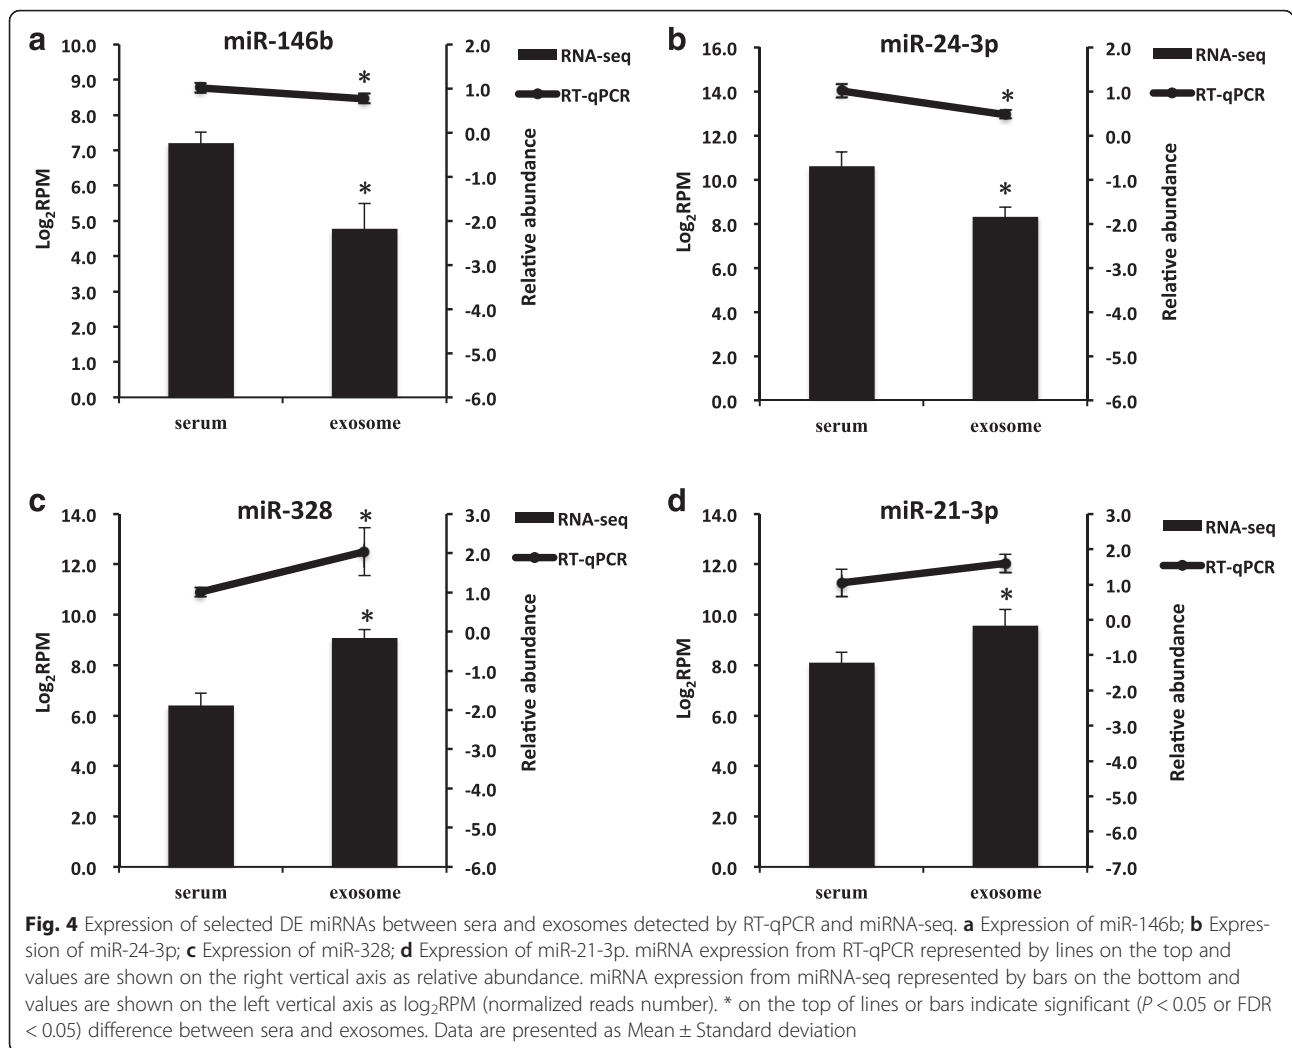 a
miR-146b
10.0
9.0
8.0
7.0
6.0
5.0
4.0
3.0
2.0
1.0
0.0
Log2RPM
2.0
1.0
0.0
-1.0
-2.0
-3.0
-4.0
-5.0
-6.0
Relative abundance
RNA-seq
RT-qPCR
*
*
serum
exosome
b
miR-24-3p
16.0
14.0
12.0
10.0
8.0
6.0
4.0
2.0
0.0
Log2RPM
2.0
1.0
0.0
-1.0
-2.0
-3.0
-4.0
-5.0
-6.0
Relative abundance
RNA-seq
RT-qPCR
*
*
serum
exosome
c
miR-328
14.0
12.0
10.0
8.0
6.0
4.0
2.0
0.0
Log2RPM
3.0
2.0
1.0
0.0
-1.0
-2.0
-3.0
-4.0
-5.0
-6.0
Relative abundance
RNA-seq
RT-qPCR
*
*
serum
exosome
d
miR-21-3p
14.0
12.0
10.0
8.0
6.0
4.0
2.0
0.0
Log2RPM
3.0
2.0
1.0
0.0
-1.0
-2.0
-3.0
-4.0
-5.0
-6.0
-7.0
Relative abundance
RNA-seq
RT-qPCR
*
serum
exosome
Fig. 4 Expression of selected DE miRNAs between sera and exosomes detected by RT-qPCR and miRNA-seq. a Expression of miR-146b; b Expres-
sion of miR-24-3p; c Expression of miR-328; d Expression of miR-21-3p. miRNA expression from RT-qPCR represented by lines on the top and
values are shown on the right vertical axis as relative abundance. miRNA expression from miRNA-seq represented by bars on the bottom and
values are shown on the left vertical axis as log2RPM (normalized reads number). * on the top of lines or bars indicate significant (P < 0.05 or FDR
< 0.05) difference between sera and exosomes. Data are presented as Mean ± Standard deviation